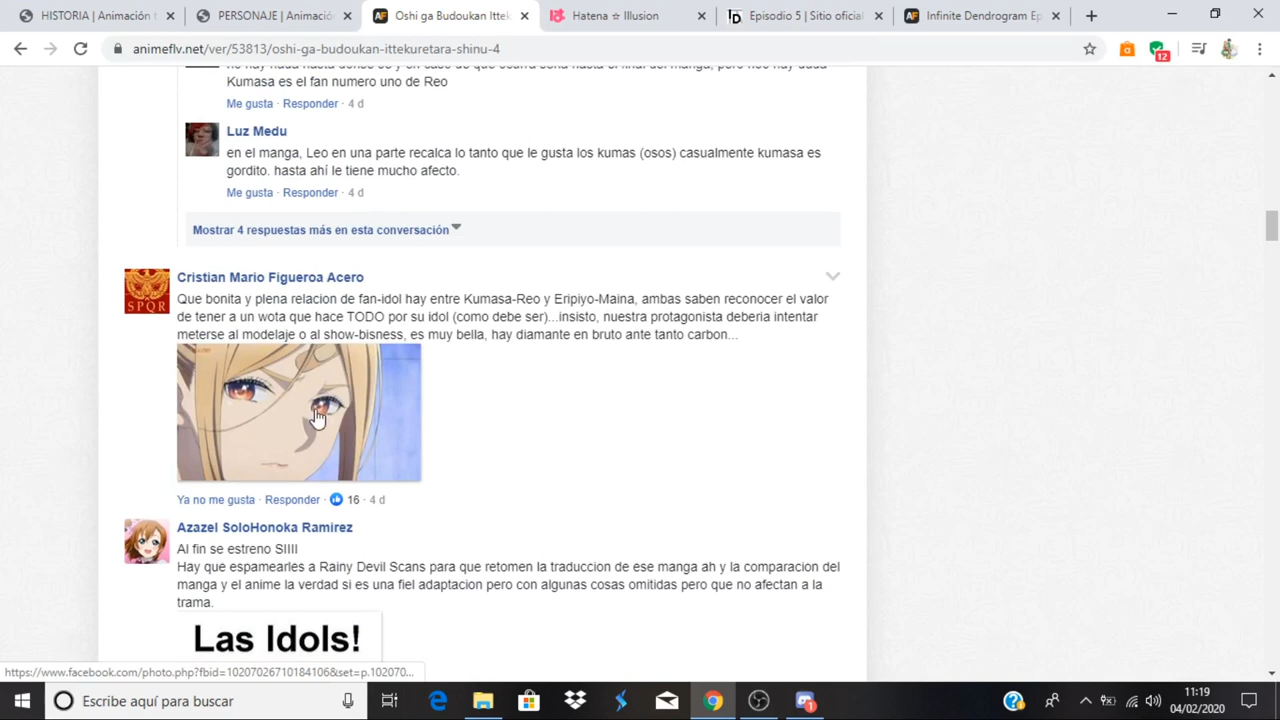 HISTORIA | Animación t
PERSONAJE | Animació
Oshi ga Budoukan Ittek
Hatena ☆ Illusion
Episodio 5 | Sitio oficial
Infinite Dendrogram Ep
animeflv.net/ver/53813/oshi-ga-budoukan-ittekuretara-shinu-4
12
Kumasa es el fan numero uno de Reo
Me gusta · Responder · 4 d
Luz Medu
en el manga, Leo en una parte recalca lo tanto que le gusta los kumas (osos) casualmente kumasa es
gordito. hasta ahí le tiene mucho afecto.
Me gusta · Responder · 4 d
Mostrar 4 respuestas más en esta conversación
SPQR
Cristian Mario Figueroa Acero
Que bonita y plena relacion de fan-idol hay entre Kumasa-Reo y Eripiyo-Maina, ambas saben reconocer el valor
de tener a un wota que hace TODO por su idol (como debe ser)...insisto, nuestra protagonista deberia intentar
meterse al modelaje o al show-bisness, es muy bella, hay diamante en bruto ante tanto carbon...
Ya no me gusta · Responder · 16 · 4 d
Azazel SoloHonoka Ramirez
Al fin se estreno SIIII
Hay que espamearles a Rainy Devil Scans para que retomen la traduccion de ese manga ah y la comparacion del
manga y el anime la verdad si es una fiel adaptacion pero con algunas cosas omitidas pero que no afectan a la
trama.
Las Idols!
https://www.facebook.com/photo.php?fbid=10207026710184106&set=p.102070...
Escribe aquí para buscar
11:19
04/02/2020